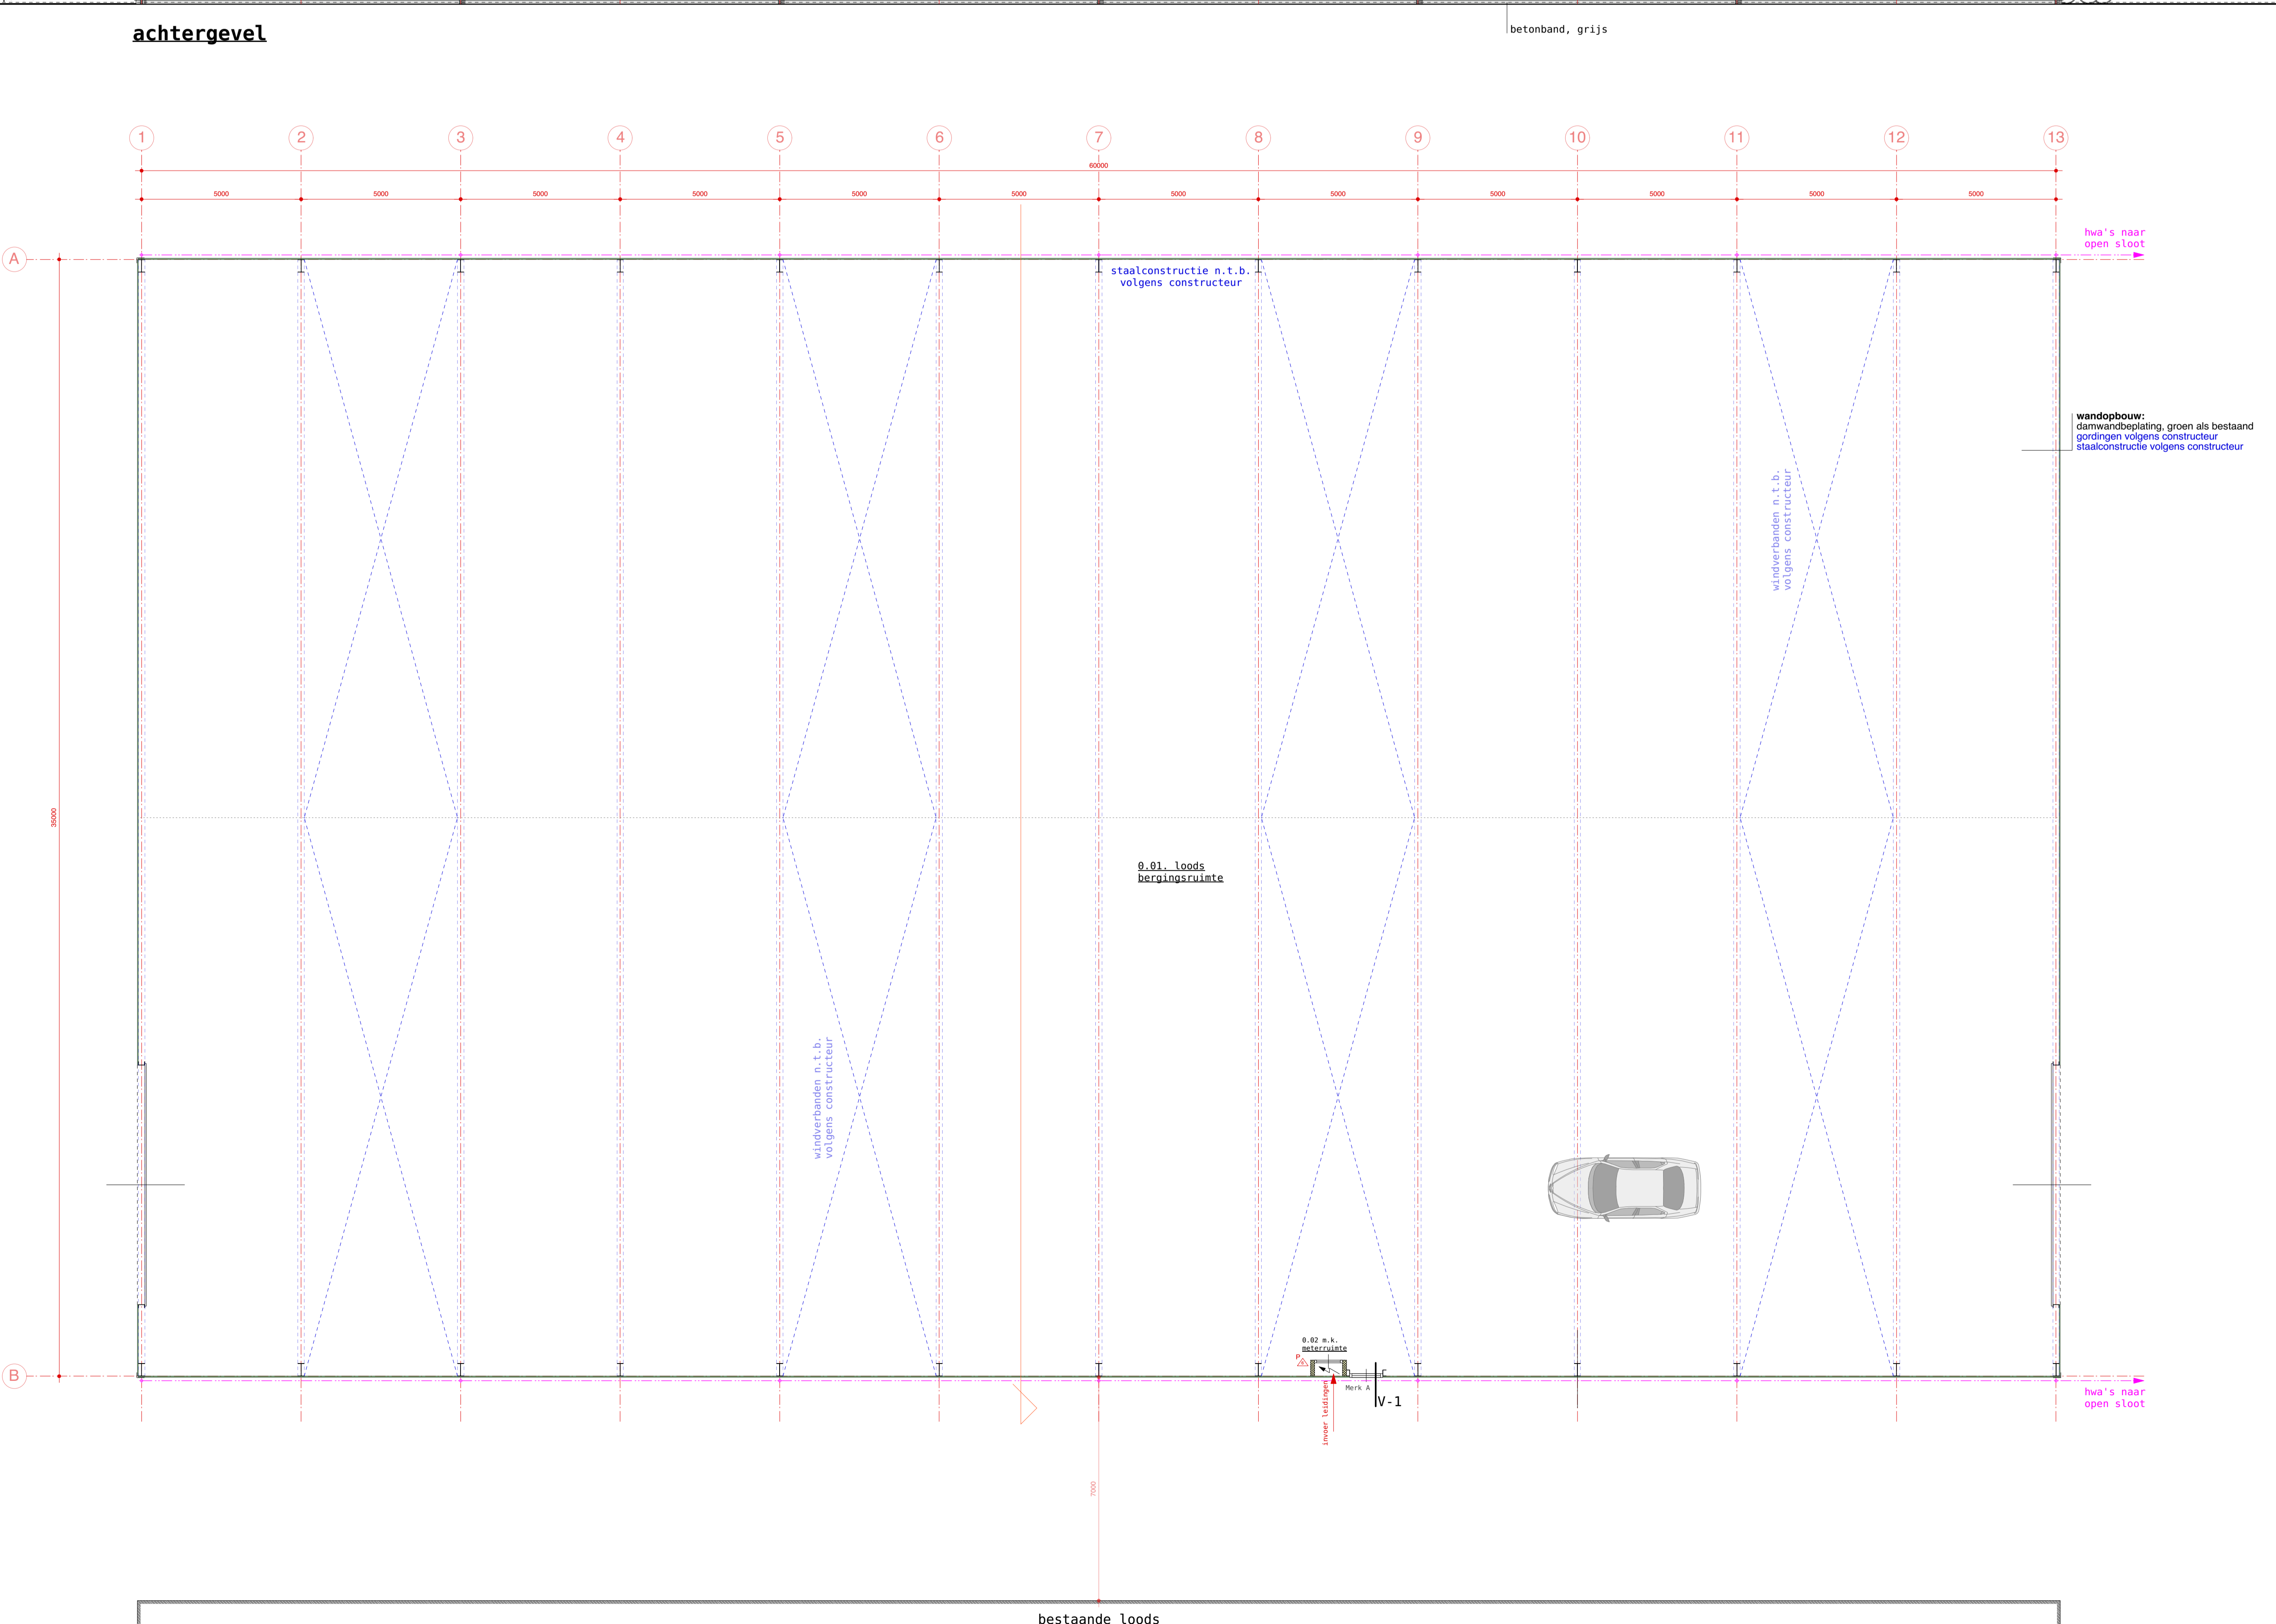 achtergevel
betonband, grijs
1 2 3 4 5 6 7 8 9 10 11 12 13
60000
5000 5000 5000 5000 5000 5000 5000 5000 5000 5000 5000 5000
hwa's naar
open sloot
A
staalconstructie n.t.b.
volgens constructeur
wandopbouw:
damwandbeplating, groen als bestaand
gordingen volgens constructeur
staalconstructie volgens constructeur
windverbanden n.t.b.
volgens constructeur
35000
0.01. loods
bergingsruimte
windverbanden n.t.b.
volgens constructeur
0.02 m.k.
meterruimte
P
B
Merk A
V-1
invoer leidingen
hwa's naar
open sloot
7000
bestaande loods